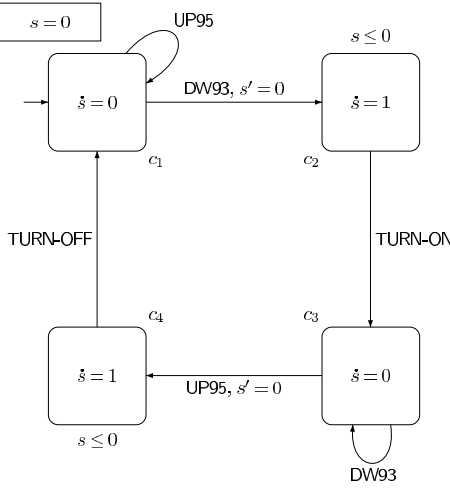 s = 0
UP95
s ≤ 0
ṡ = 0
DW93, s′ = 0
ṡ = 1
c₁
c₂
TURN-OFF
TURN-ON
c₄
c₃
ṡ = 1
UP95, s′ = 0
ṡ = 0
s ≤ 0
DW93